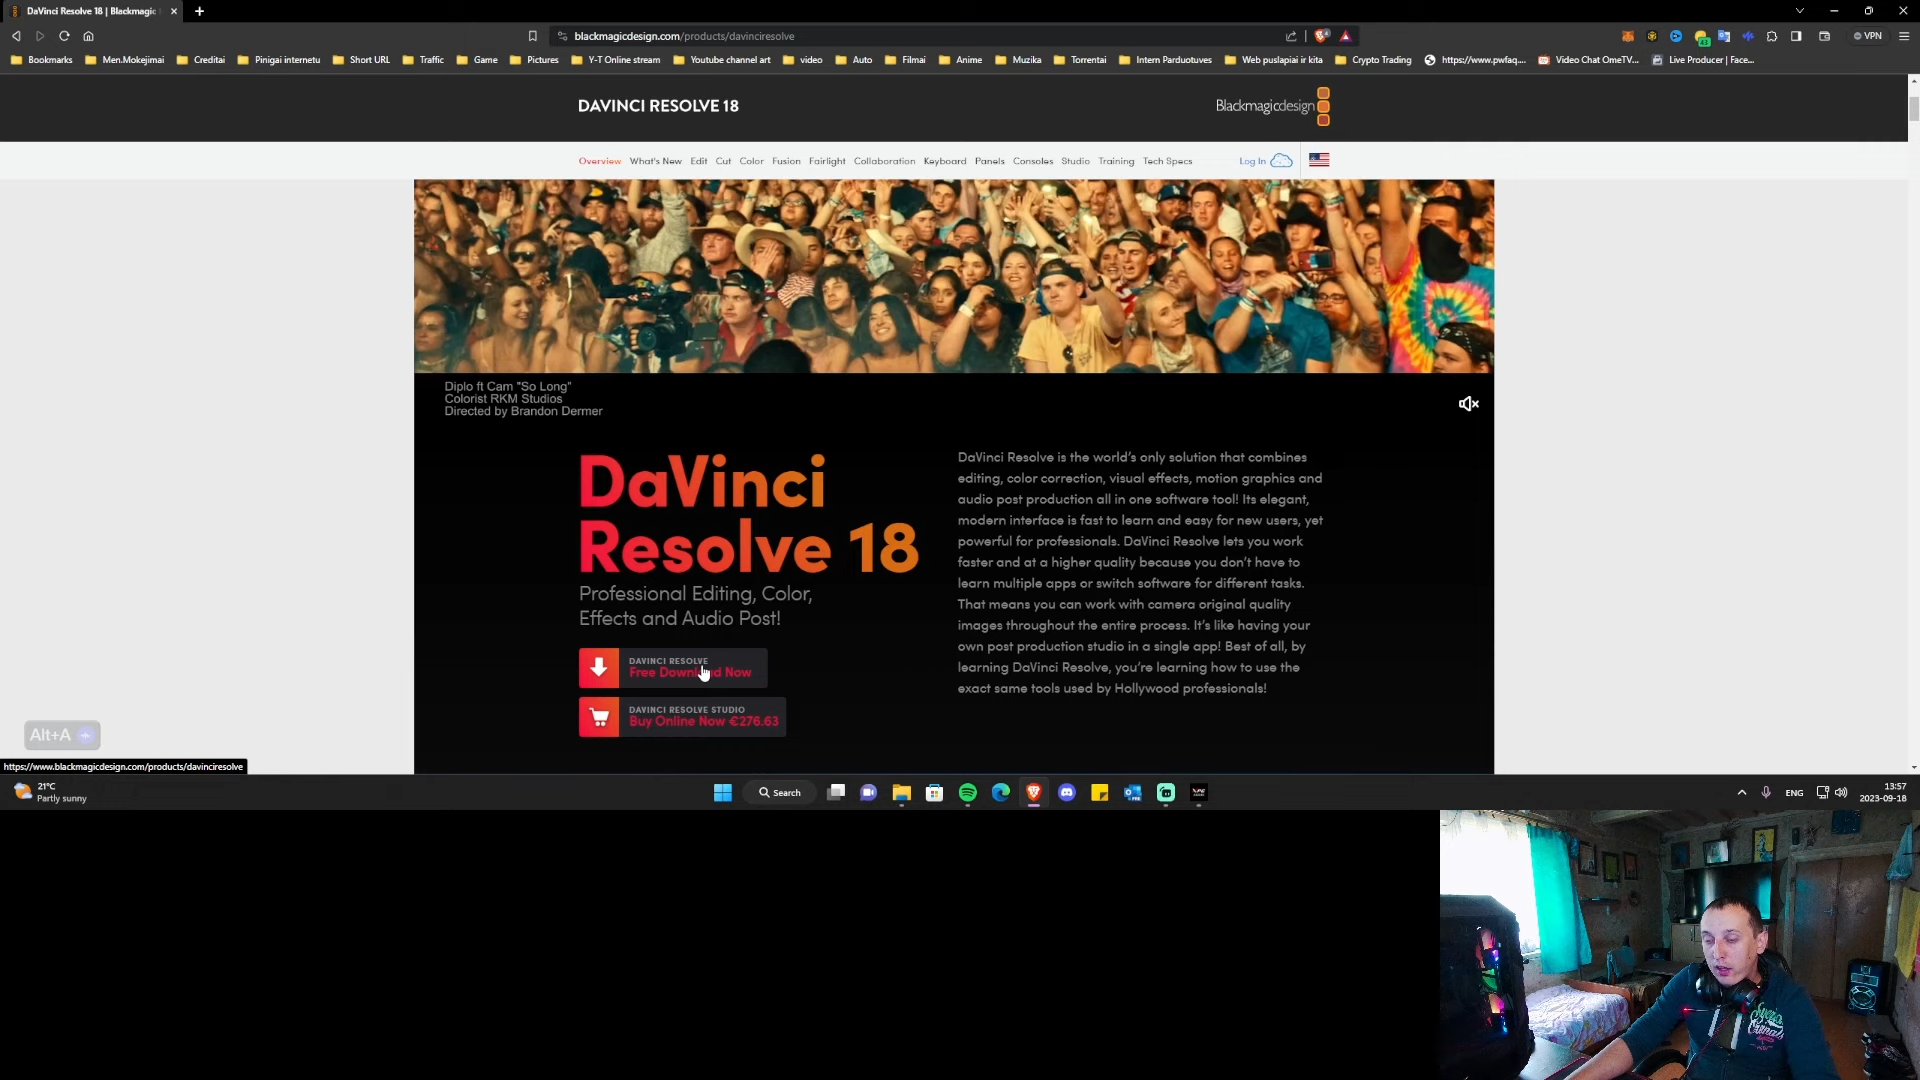 DaVinci Resolve 18 | Blackmagic
blackmagicdesign.com/products/davinciresolve
VPN
Bookmarks Men.Mokejimai Creditai Pinigai internetu Short URL Traffic Game Pictures Y-T Online stream Youtube channel art video Auto Filmai Anime Muzika Torrentai Intern Parduotuves Web puslapiai ir kita Crypto Trading https://www.pwfaq.... Video Chat OmeTV... Live Producer | Face...
DAVINCI RESOLVE 18
Blackmagicdesign
Overview What's New Edit Cut Color Fusion Fairlight Collaboration Keyboard Panels Consoles Studio Training Tech Specs Log In
Diplo ft Cam "So Long"
Colorist RKM Studios
Directed by Brandon Dermer
DaVinci
Resolve 18
Professional Editing, Color,
Effects and Audio Post!
DAVINCI RESOLVE
Free Download Now
DAVINCI RESOLVE STUDIO
Buy Online Now €276.63
DaVinci Resolve is the world's only solution that combines
editing, color correction, visual effects, motion graphics and
audio post production all in one software tool! Its elegant,
modern interface is fast to learn and easy for new users, yet
powerful for professionals. DaVinci Resolve lets you work
faster and at a higher quality because you don't have to
learn multiple apps or switch software for different tasks.
That means you can work with camera original quality
images throughout the entire process. It's like having your
own post production studio in a single app! Best of all, by
learning DaVinci Resolve, you're learning how to use the
exact same tools used by Hollywood professionals!
Alt+A
https://www.blackmagicdesign.com/products/davinciresolve
21°C
Partly sunny
Search
ENG
13:57
2023-09-18